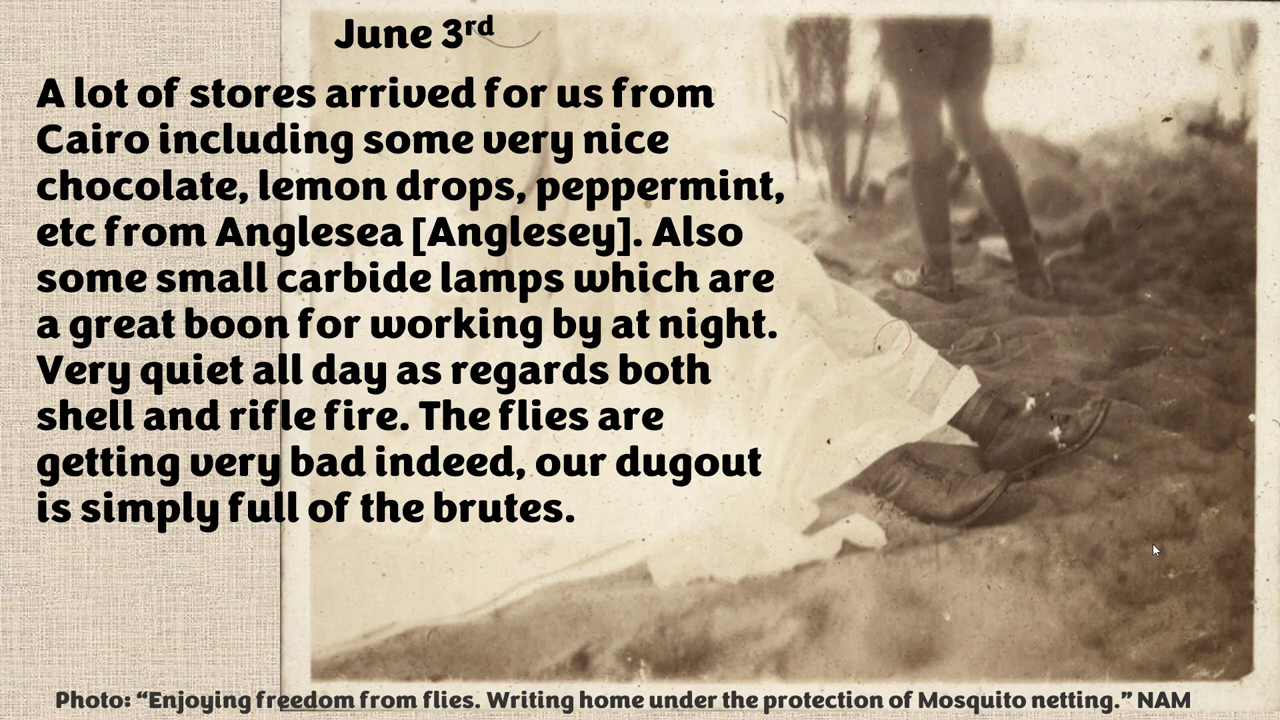 June 3rd
A lot of stores arrived for us from
Cairo including some very nice
chocolate, lemon drops, peppermint,
etc from Anglesea [Anglesey]. Also
some small carbide lamps which are
a great boon for working by at night.
Very quiet all day as regards both
shell and rifle fire. The flies are
getting very bad indeed, our dugout
is simply full of the brutes.
Photo: “Enjoying freedom from flies. Writing home under the protection of Mosquito netting.” NAM